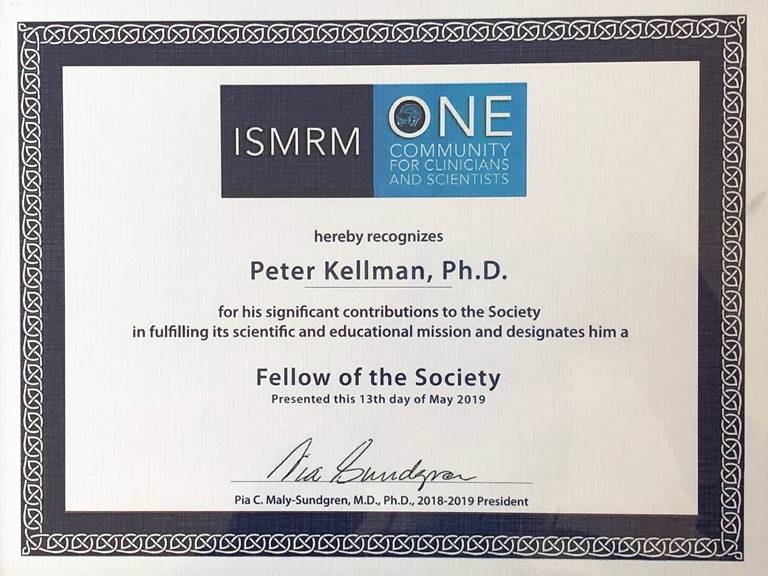 ISMRM
ONE
COMMUNITY
FOR CLINICIANS
AND SCIENTISTS
hereby recognizes
Peter Kellman, Ph.D.
for his significant contributions to the Society
in fulfilling its scientific and educational mission and designates him a
Fellow of the Society
Presented this 13th day of May 2019
Pia Sundgren
Pia C. Maly-Sundgren, M.D., Ph.D., 2018-2019 President